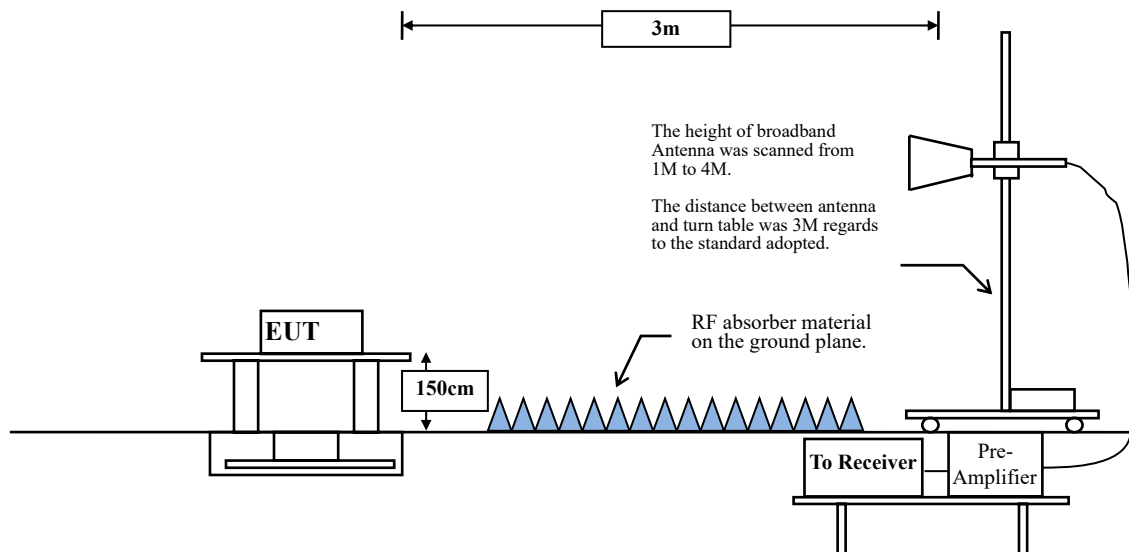 3m
The height of broadband
Antenna was scanned from
1M to 4M.
The distance between antenna
and turn table was 3M regards
to the standard adopted.
EUT
RF absorber material
on the ground plane.
150cm
To Receiver
Pre-
Amplifier